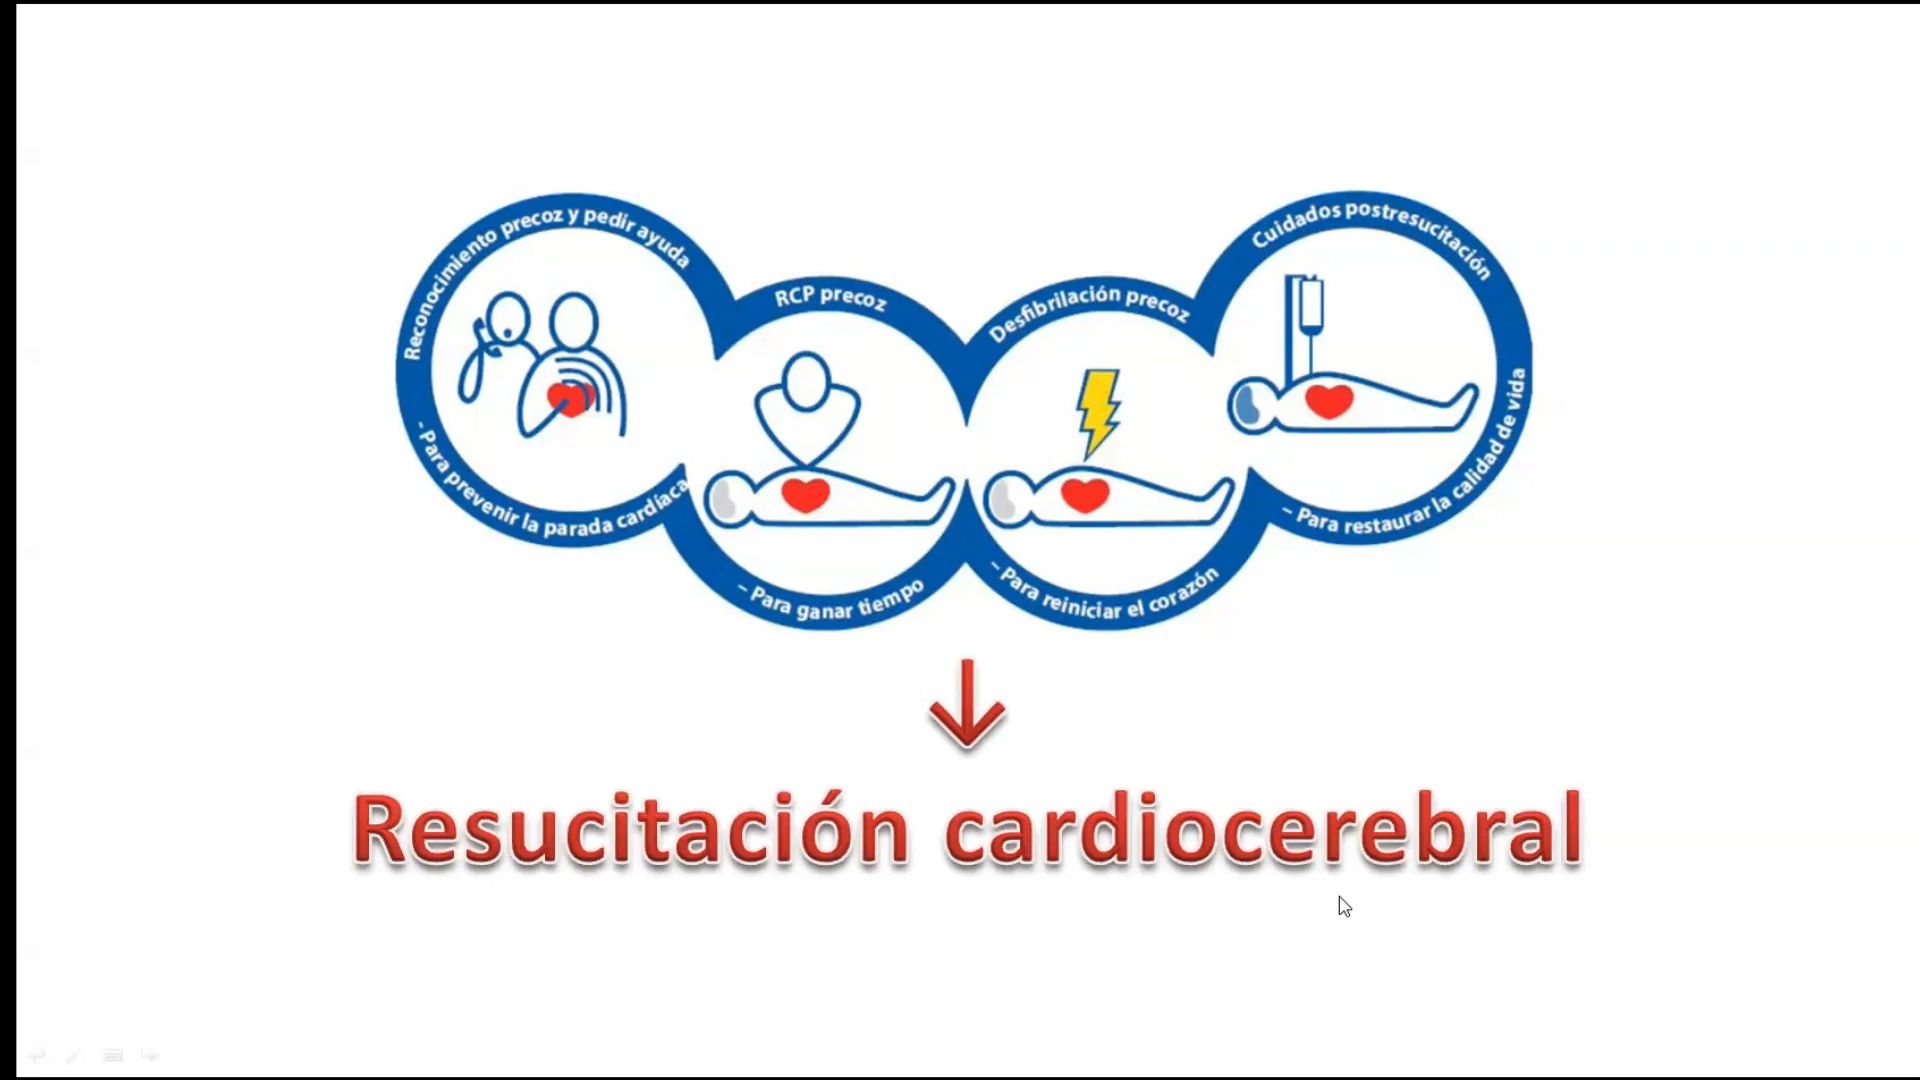 Reconocimiento precoz y pedir ayuda
- Para prevenir la parada cardíaca
RCP precoz
– Para ganar tiempo
Desfibrilación precoz
– Para reiniciar el corazón
Cuidados postresucitación
– Para restaurar la calidad de vida
Resucitación cardiocerebral